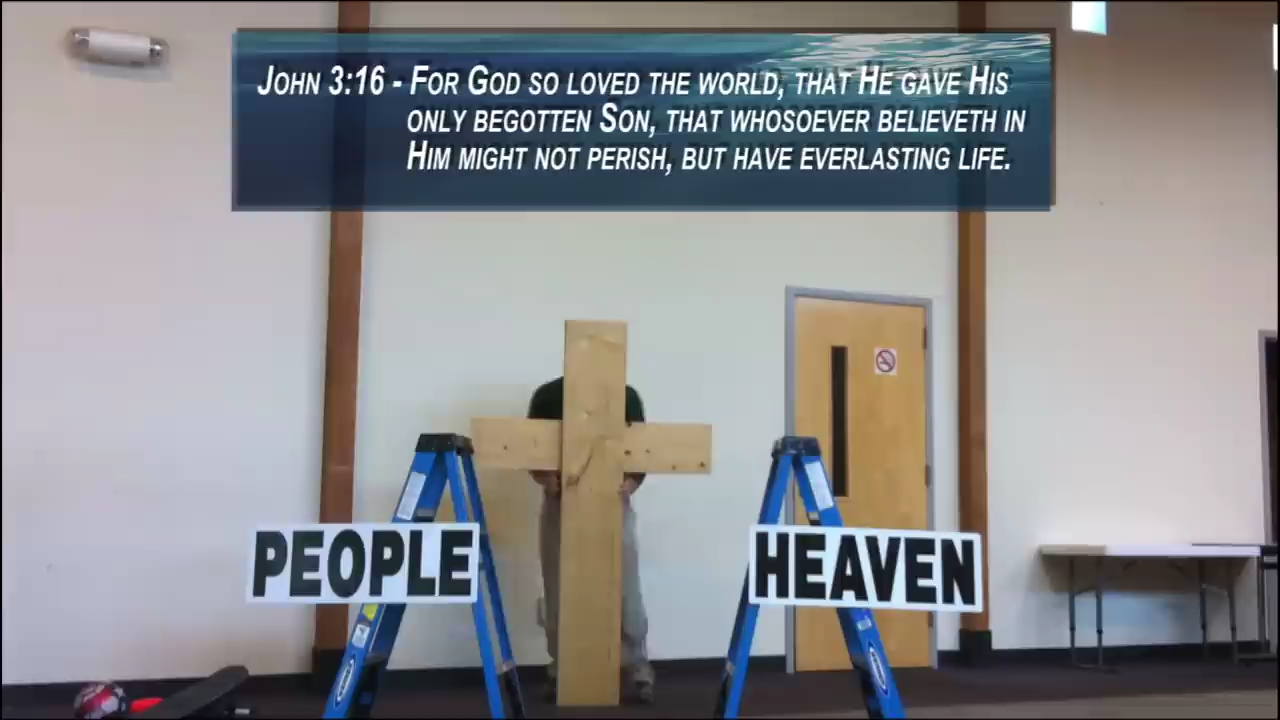 John 3:16 - For God so loved the world, that He gave His
only begotten Son, that whosoever believeth in
Him might not perish, but have everlasting life.
PEOPLE
HEAVEN